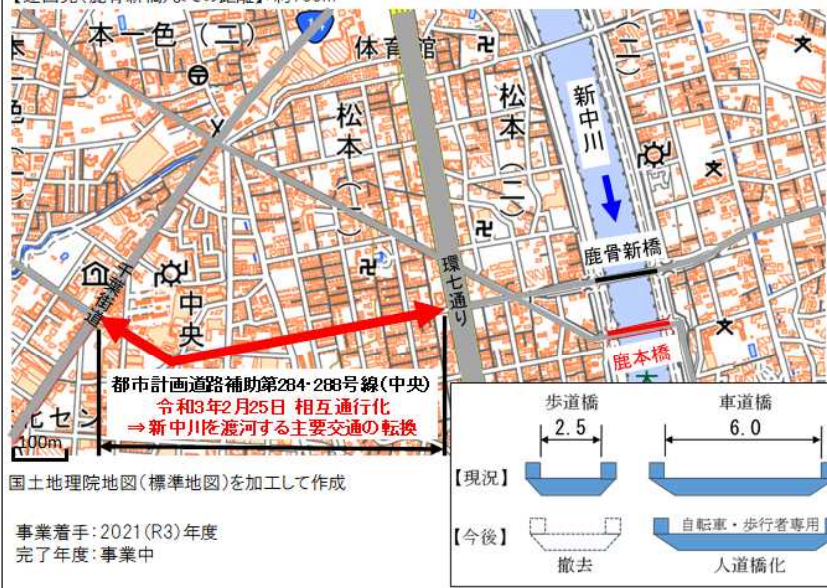 本一色(二)
体育館
松本(二)
松本(一)
新中川
鹿骨新橋
環七通り
千葉街道
中央
鹿本橋
都市計画道路補助第284・288号線(中央)
令和3年2月25日 相互通行化
⇒新中川を渡河する主要交通の転換
100m
国土地理院地図(標準地図)を加工して作成
事業着手:2021(R3)年度
完了年度:事業中
歩道橋 車道橋
2.5 6.0
【現況】
【今後】 自転車・歩行者専用
撤去 人道橋化